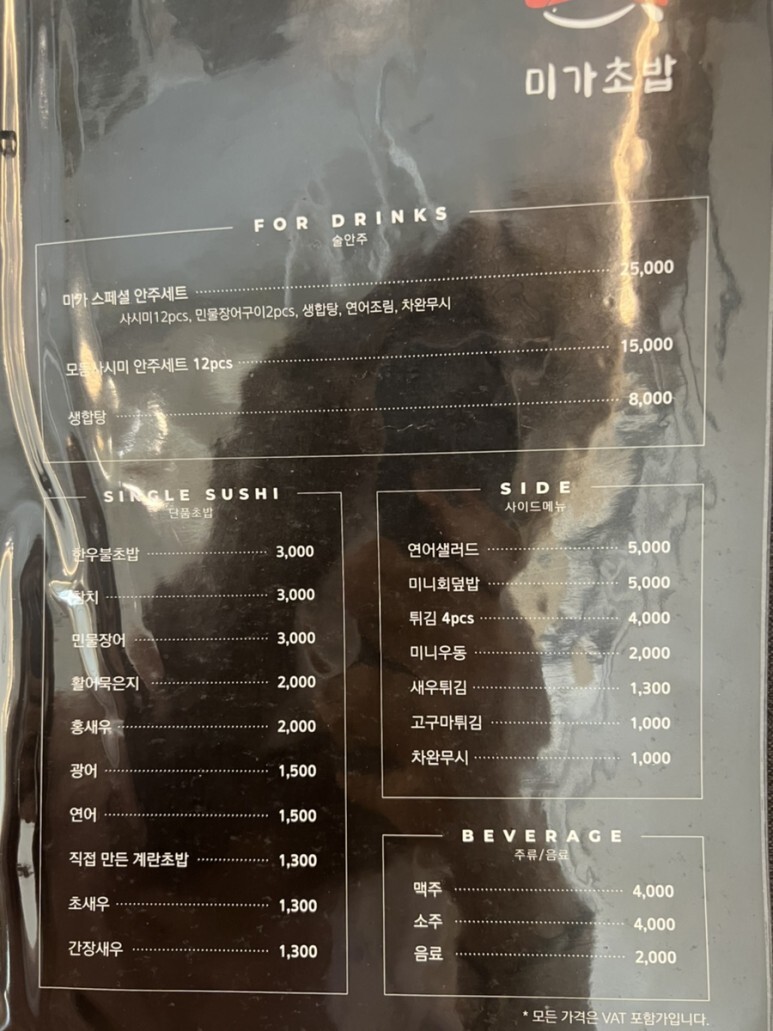 미가초밥
FOR DRINKS
술안주
미가 스페셜 안주세트 25,000
사시미12pcs, 민물장어구이2pcs, 생합탕, 연어조림, 차완무시
모둠사시미 안주세트 12pcs 15,000
생합탕 8,000
SINGLE SUSHI
단품초밥
한우불초밥 3,000
참치 3,000
민물장어 3,000
활어묵은지 2,000
홍새우 2,000
광어 1,500
연어 1,500
직접 만든 계란초밥 1,300
초새우 1,300
간장새우 1,300
SIDE
사이드메뉴
연어샐러드 5,000
미니회덮밥 5,000
튀김 4pcs 4,000
미니우동 2,000
새우튀김 1,300
고구마튀김 1,000
차완무시 1,000
BEVERAGE
주류/음료
맥주 4,000
소주 4,000
음료 2,000
* 모든 가격은 VAT 포함가입니다.